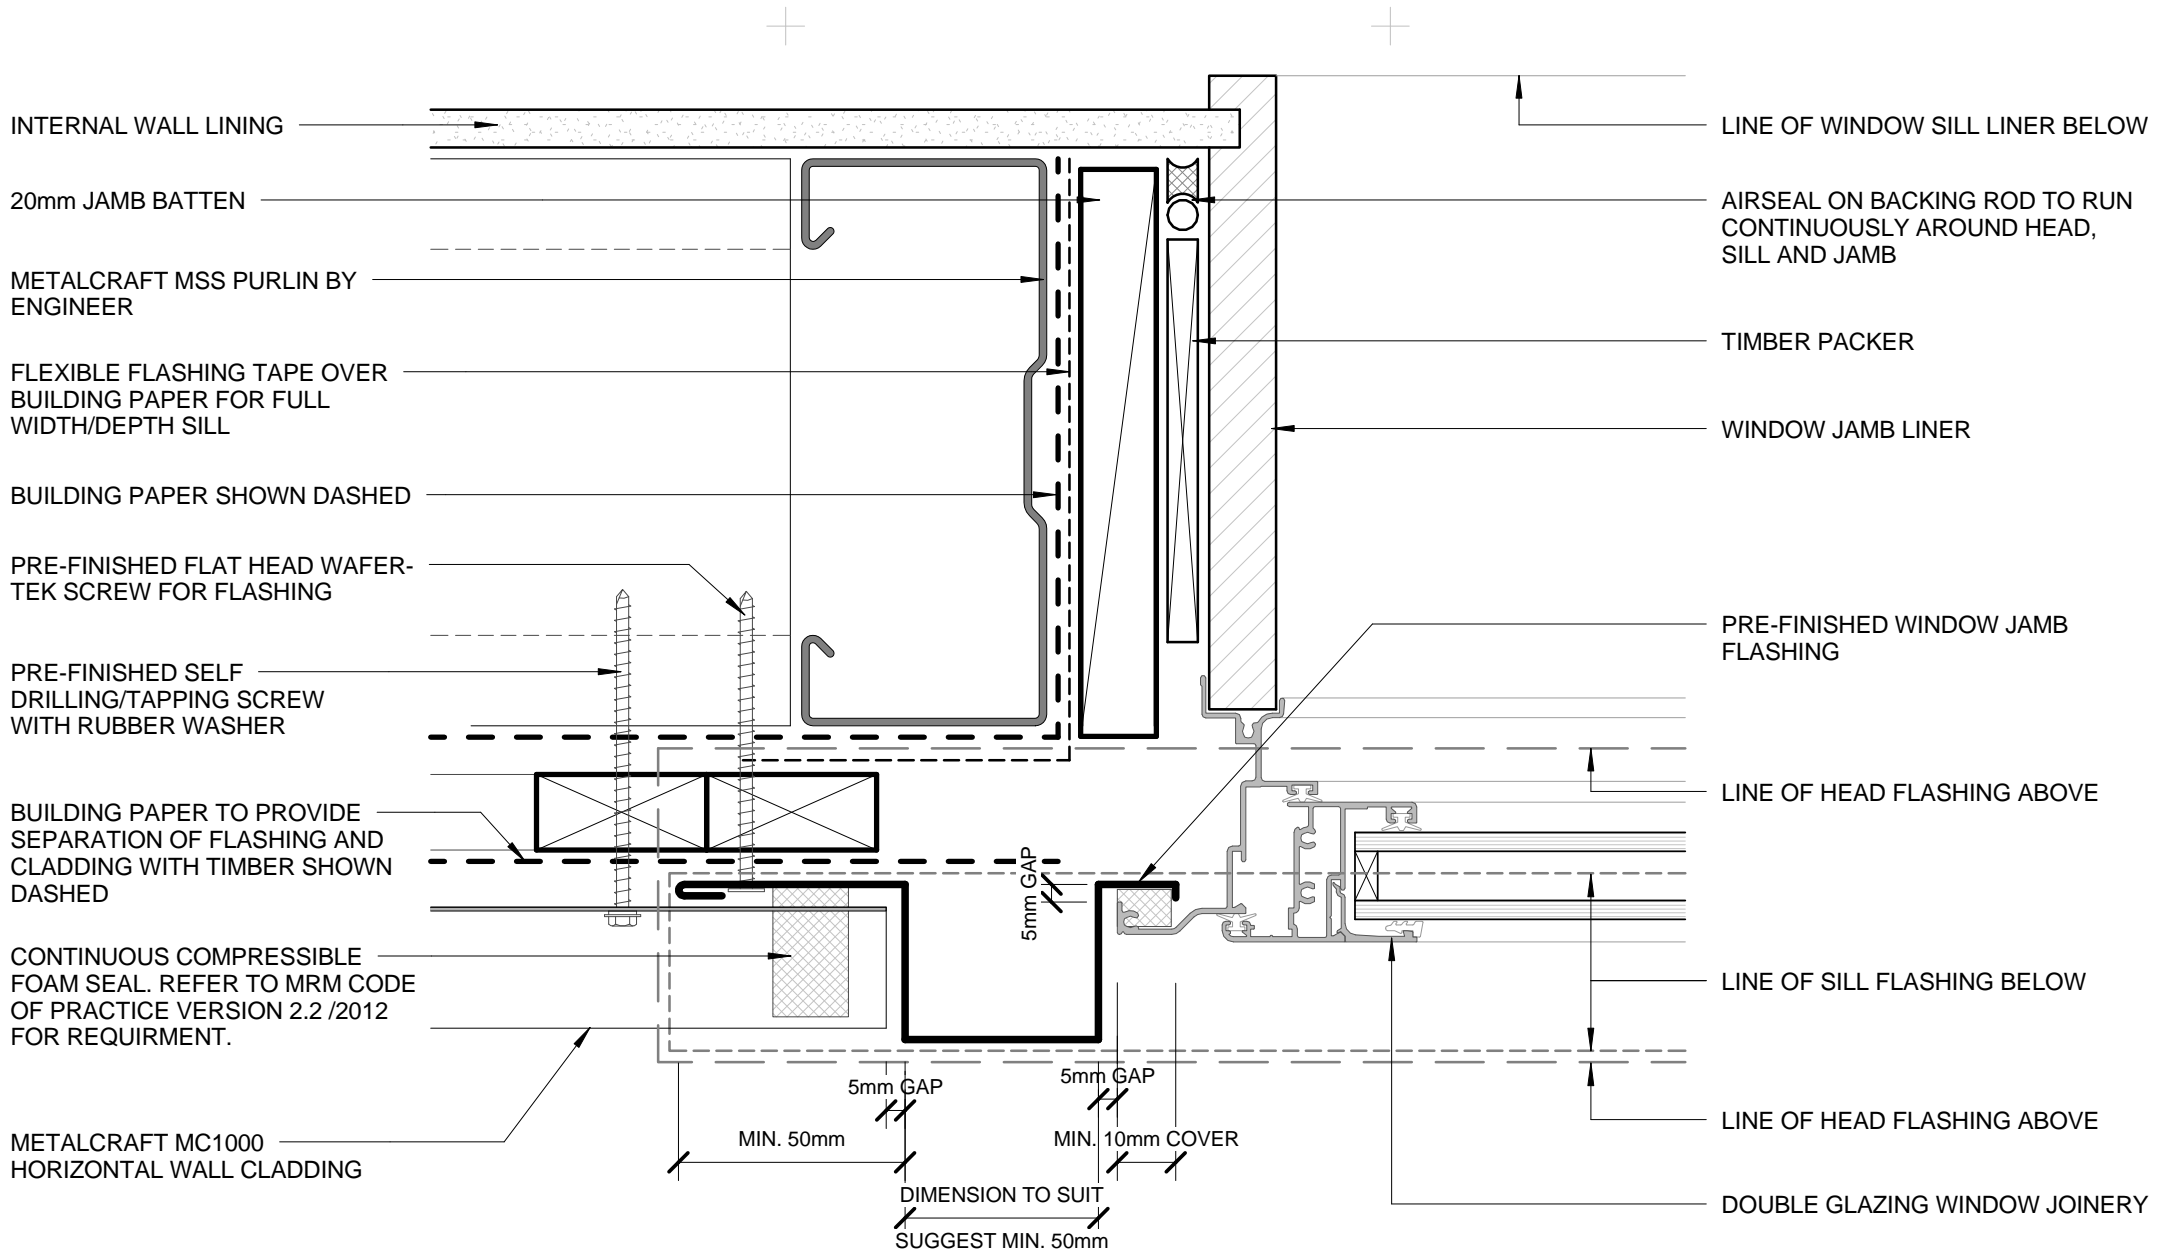 INTERNAL WALL LINING
20mm JAMB BATTEN
METALCRAFT MSS PURLIN BY
ENGINEER
FLEXIBLE FLASHING TAPE OVER
BUILDING PAPER FOR FULL
WIDTH/DEPTH SILL
BUILDING PAPER SHOWN DASHED
PRE-FINISHED FLAT HEAD WAFER-
TEK SCREW FOR FLASHING
PRE-FINISHED SELF
DRILLING/TAPPING SCREW
WITH RUBBER WASHER
BUILDING PAPER TO PROVIDE
SEPARATION OF FLASHING AND
CLADDING WITH TIMBER SHOWN
DASHED
CONTINUOUS COMPRESSIBLE
FOAM SEAL. REFER TO MRM CODE
OF PRACTICE VERSION 2.2 /2012
FOR REQUIRMENT.
METALCRAFT MC1000
HORIZONTAL WALL CLADDING
5mm GAP
5mm GAP
5mm GAP
MIN. 50mm
MIN. 10mm COVER
DIMENSION TO SUIT
SUGGEST MIN. 50mm
LINE OF WINDOW SILL LINER BELOW
AIRSEAL ON BACKING ROD TO RUN
CONTINUOUSLY AROUND HEAD,
SILL AND JAMB
TIMBER PACKER
WINDOW JAMB LINER
PRE-FINISHED WINDOW JAMB
FLASHING
LINE OF HEAD FLASHING ABOVE
LINE OF SILL FLASHING BELOW
LINE OF HEAD FLASHING ABOVE
DOUBLE GLAZING WINDOW JOINERY